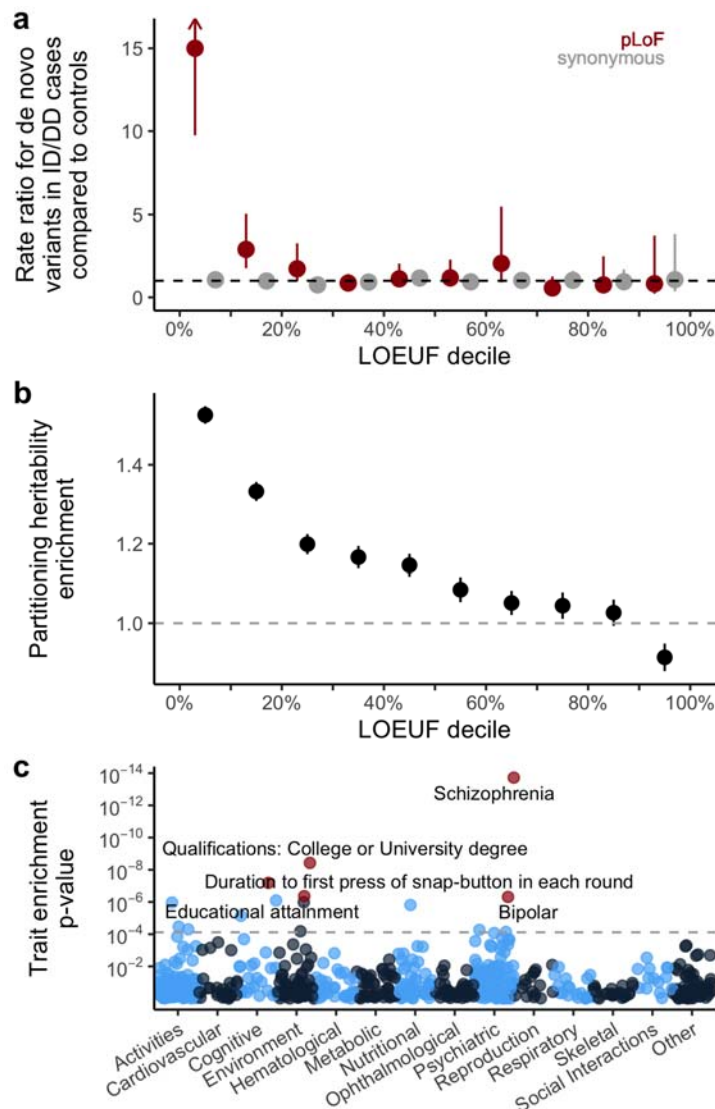 a
pLoF
synonymous
Rate ratio for de novo
variants in ID/DD cases
compared to controls
15
10
5
0
0%
20%
40%
60%
80%
100%
LOEUF decile
b
Partitioning heritability
enrichment
1.4
1.2
1.0
0%
20%
40%
60%
80%
100%
LOEUF decile
c
Trait enrichment
p-value
10⁻¹⁴
10⁻¹²
10⁻¹⁰
10⁻⁸
10⁻⁶
10⁻⁴
10⁻²
Schizophrenia
Qualifications: College or University degree
Duration to first press of snap-button in each round
Educational attainment
Bipolar
Activities
Cardiovascular
Cognitive
Environment
Hematological
Metabolic
Nutritional
Ophthalmological
Psychiatric
Reproduction
Respiratory
Skeletal
Social Interactions
Other